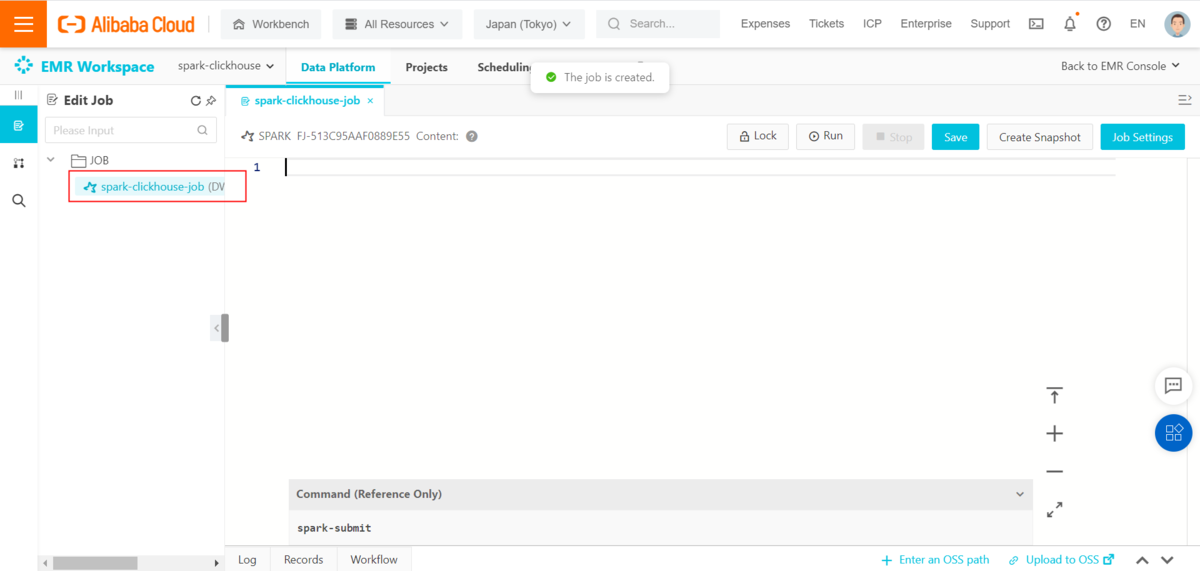 Alibaba Cloud Workbench All Resources Japan (Tokyo) Search... Expenses Tickets ICP Enterprise Support EN
EMR Workspace spark-clickhouse Data Platform Projects Back to EMR Console
The job is created.
Edit Job spark-clickhouse-job ×
Please Input
SPARK FJ-513C95AAF0889E55 Content: Lock Run Stop Save Create Snapshot Job Settings
JOB
1
spark-clickhouse-job
Command (Reference Only)
spark-submit
Log Records Workflow Enter an OSS path Upload to OSS